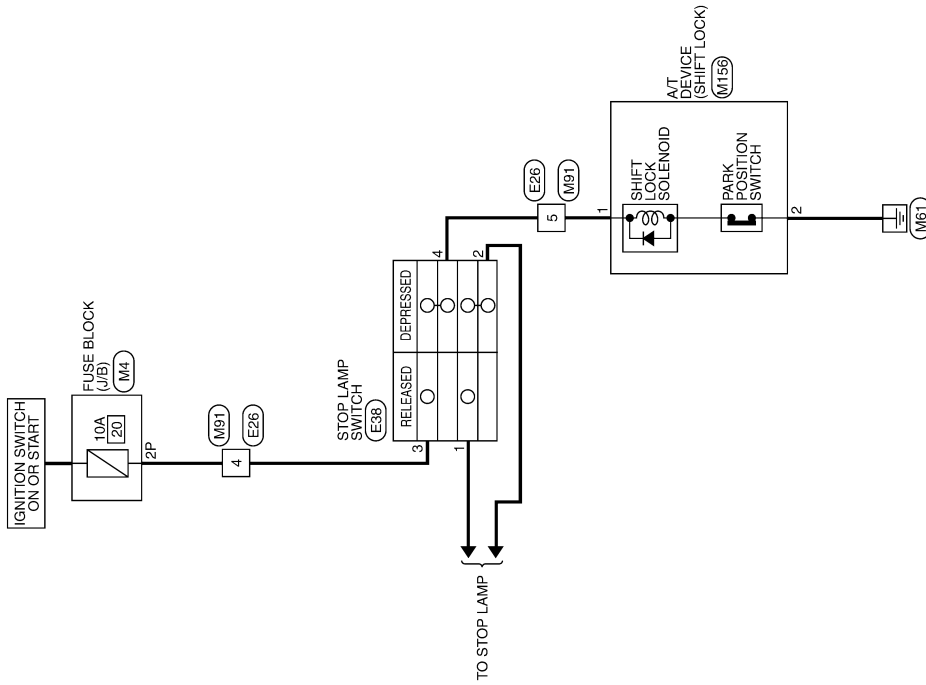 IGNITION SWITCH
ON OR START
FUSE BLOCK
(J/B)
M4
10A
20
2P
M91
4
E26
STOP LAMP
SWITCH
E38
RELEASED
DEPRESSED
3
4
1
2
TO STOP LAMP
E26
5
M91
1
A/T
DEVICE
(SHIFT LOCK)
M156
SHIFT
LOCK
SOLENOID
PARK
POSITION
SWITCH
2
M61